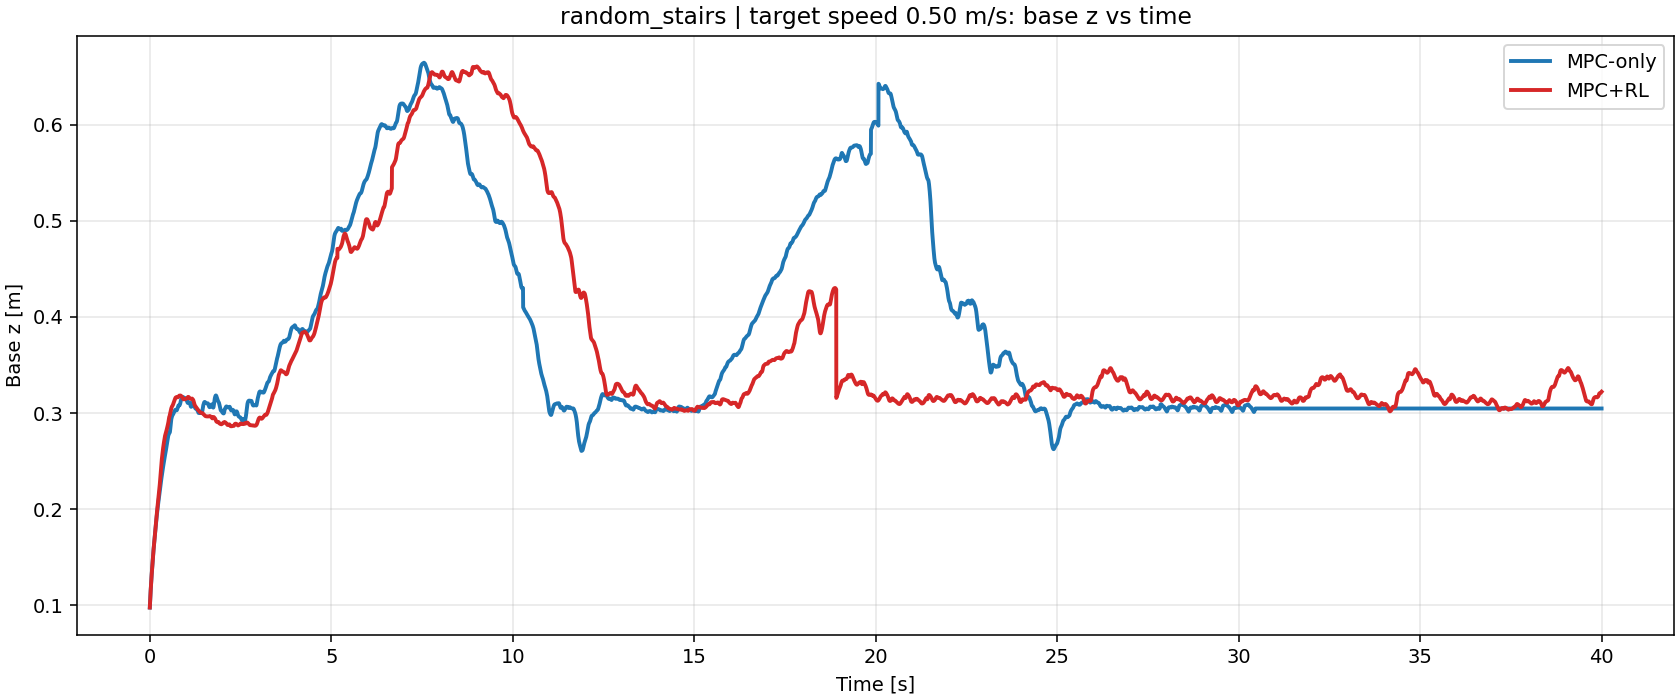 random_stairs | target speed 0.50 m/s: base z vs time
MPC-only
MPC+RL
Base z [m]
0.6
0.5
0.4
0.3
0.2
0.1
0 5 10 15 20 25 30 35 40
Time [s]